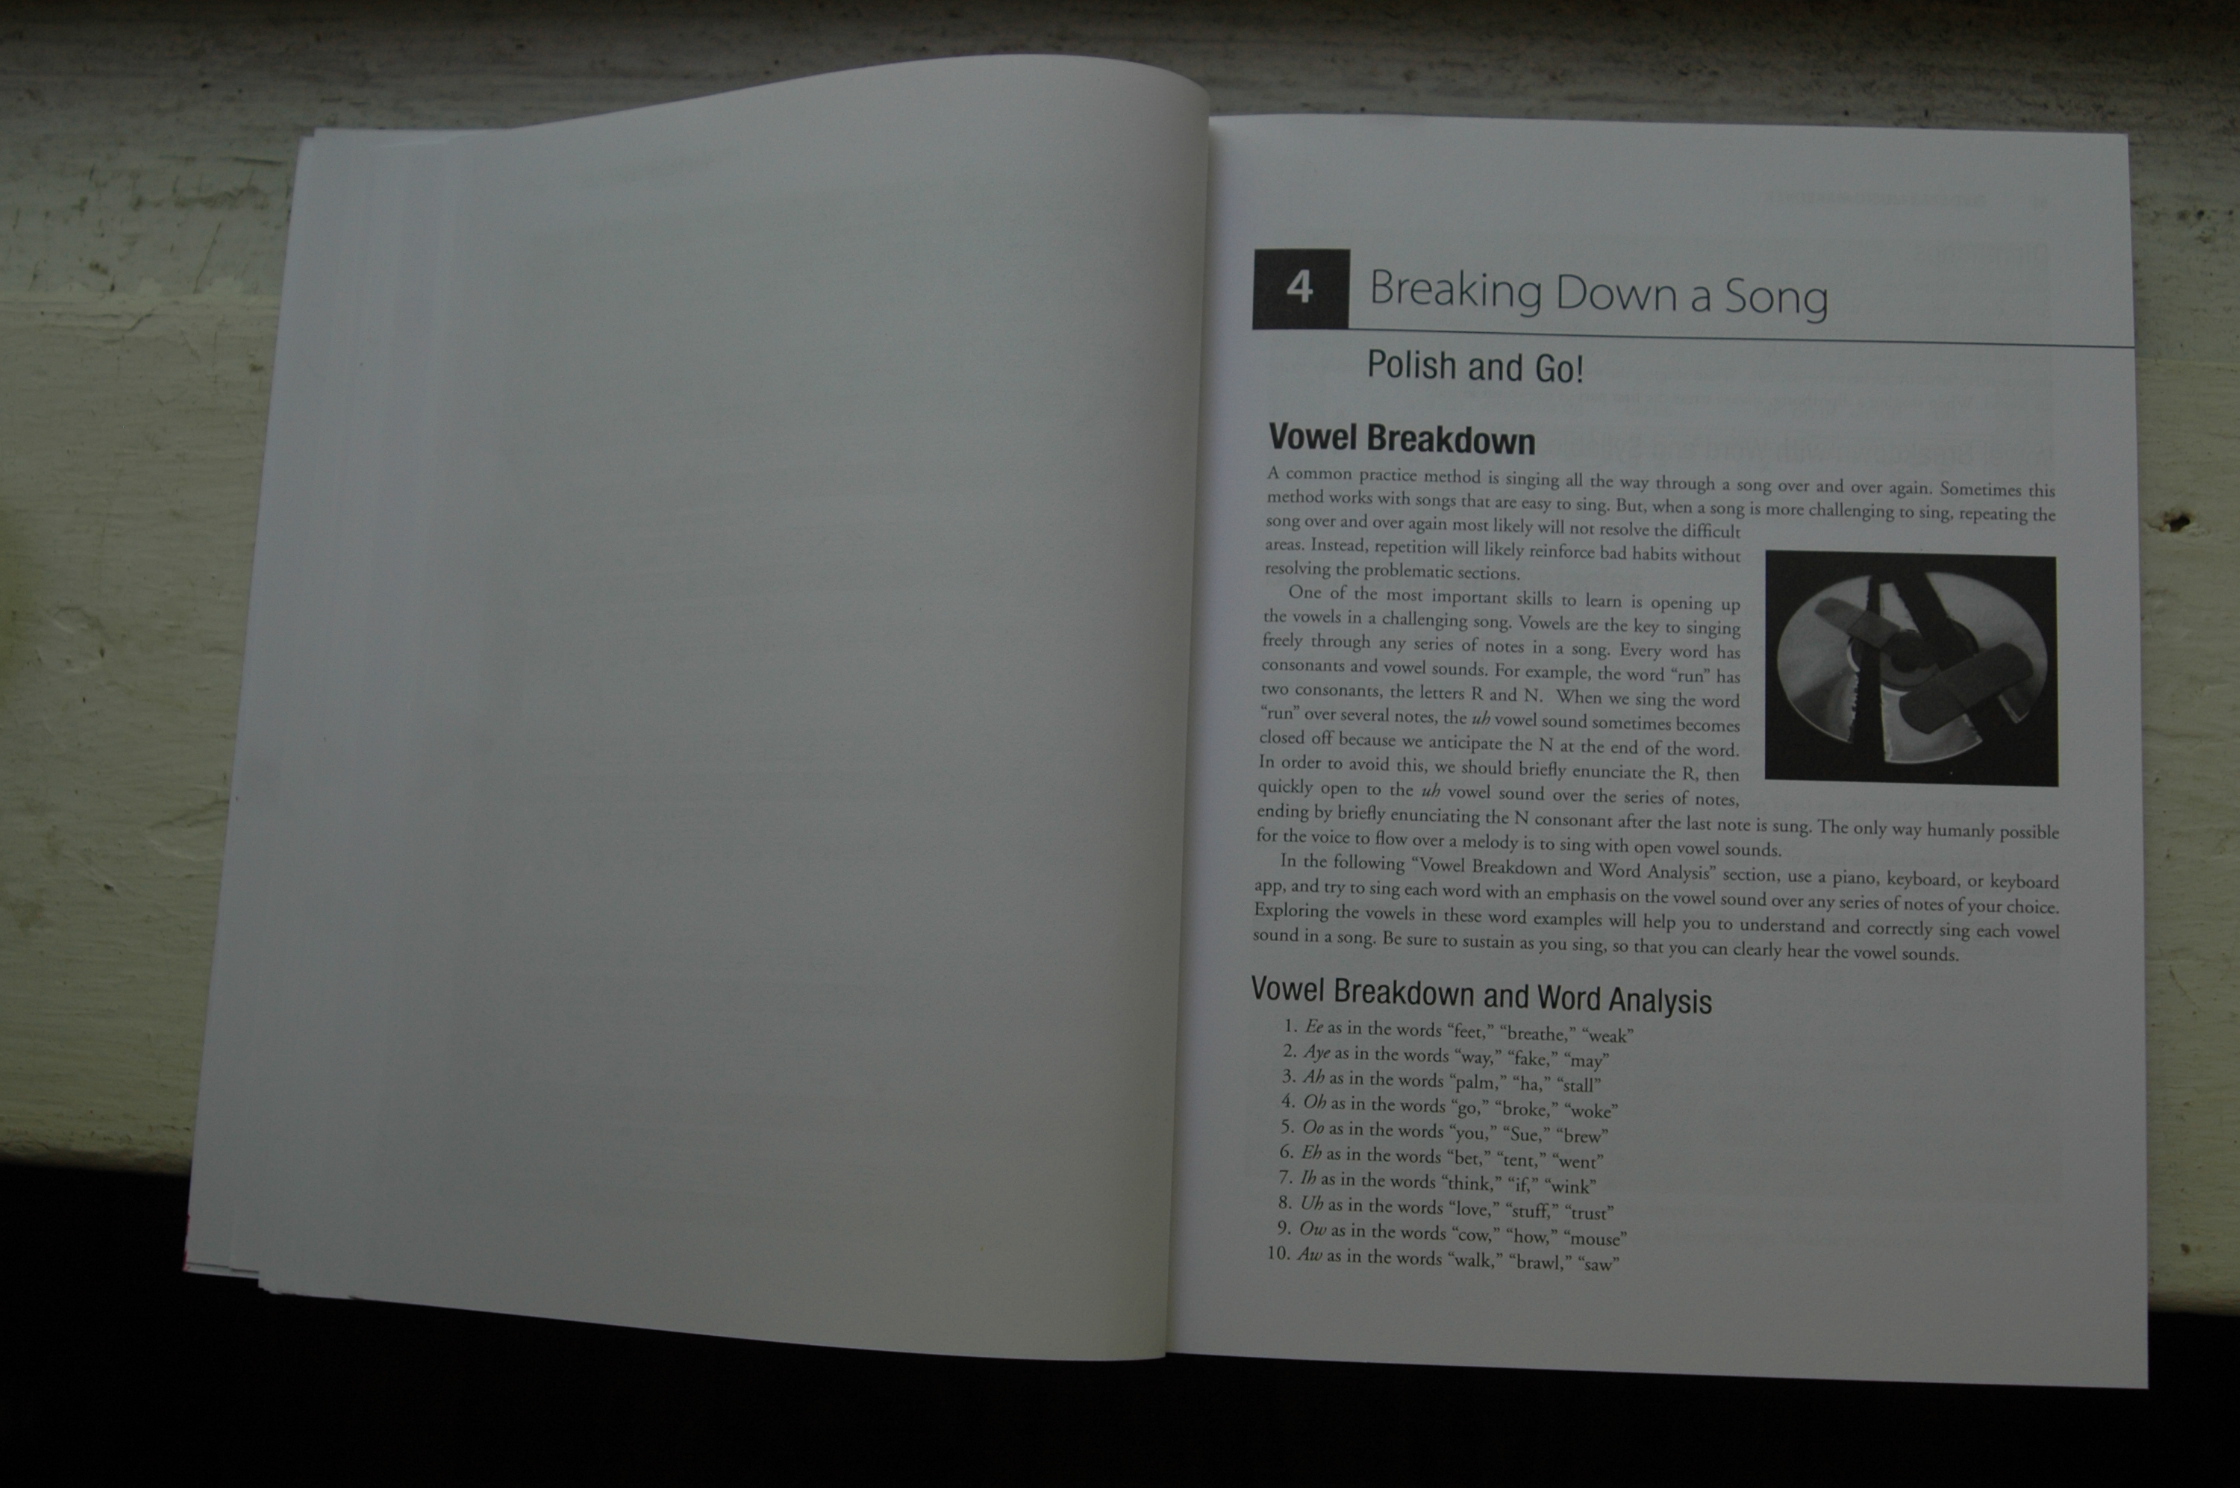 4 Breaking Down a Song
Polish and Go!
Vowel Breakdown
A common practice method is singing all the way through a song over and over again. Sometimes this
method works with songs that are easy to sing. But, when a song is more challenging to sing, repeating the
song over and over again most likely will not resolve the difficult
areas. Instead, repetition will likely reinforce bad habits without
resolving the problematic sections.
One of the most important skills to learn is opening up
the vowels in a challenging song. Vowels are the key to singing
freely through any series of notes in a song. Every word has
consonants and vowel sounds. For example, the word “run” has
two consonants, the letters R and N. When we sing the word
“run” over several notes, the uh vowel sound sometimes becomes
closed off because we anticipate the N at the end of the word.
In order to avoid this, we should briefly enunciate the R, then
quickly open to the uh vowel sound over the series of notes,
ending by briefly enunciating the N consonant after the last note is sung. The only way humanly possible
for the voice to flow over a melody is to sing with open vowel sounds.
In the following “Vowel Breakdown and Word Analysis” section, use a piano, keyboard, or keyboard
app, and try to sing each word with an emphasis on the vowel sound over any series of notes of your choice.
Exploring the vowels in these word examples will help you to understand and correctly sing each vowel
sound in a song. Be sure to sustain as you sing, so that you can clearly hear the vowel sounds.
Vowel Breakdown and Word Analysis
1. Ee as in the words “feet,” “breathe,” “weak”
2. Aye as in the words “way,” “fake,” “may”
3. Ah as in the words “palm,” “ha,” “stall”
4. Oh as in the words “go,” “broke,” “woke”
5. Oo as in the words “you,” “Sue,” “brew”
6. Eh as in the words “bet,” “tent,” “went”
7. Ih as in the words “think,” “if,” “wink”
8. Uh as in the words “love,” “stuff,” “trust”
9. Ow as in the words “cow,” “how,” “mouse”
10. Aw as in the words “walk,” “brawl,” “saw”